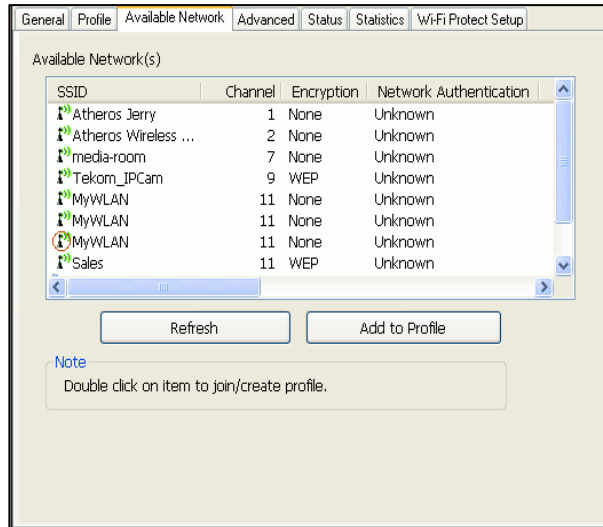 General Profile Available Network Advanced Status Statistics Wi-Fi Protect Setup
Available Network(s)
SSID Channel Encryption Network Authentication
Atheros Jerry 1 None Unknown
Atheros Wireless ... 2 None Unknown
media-room 7 None Unknown
Tekom_IPCam 9 WEP Unknown
MyWLAN 11 None Unknown
MyWLAN 11 None Unknown
MyWLAN 11 None Unknown
Sales 11 WEP Unknown
Refresh Add to Profile
Note
Double click on item to join/create profile.